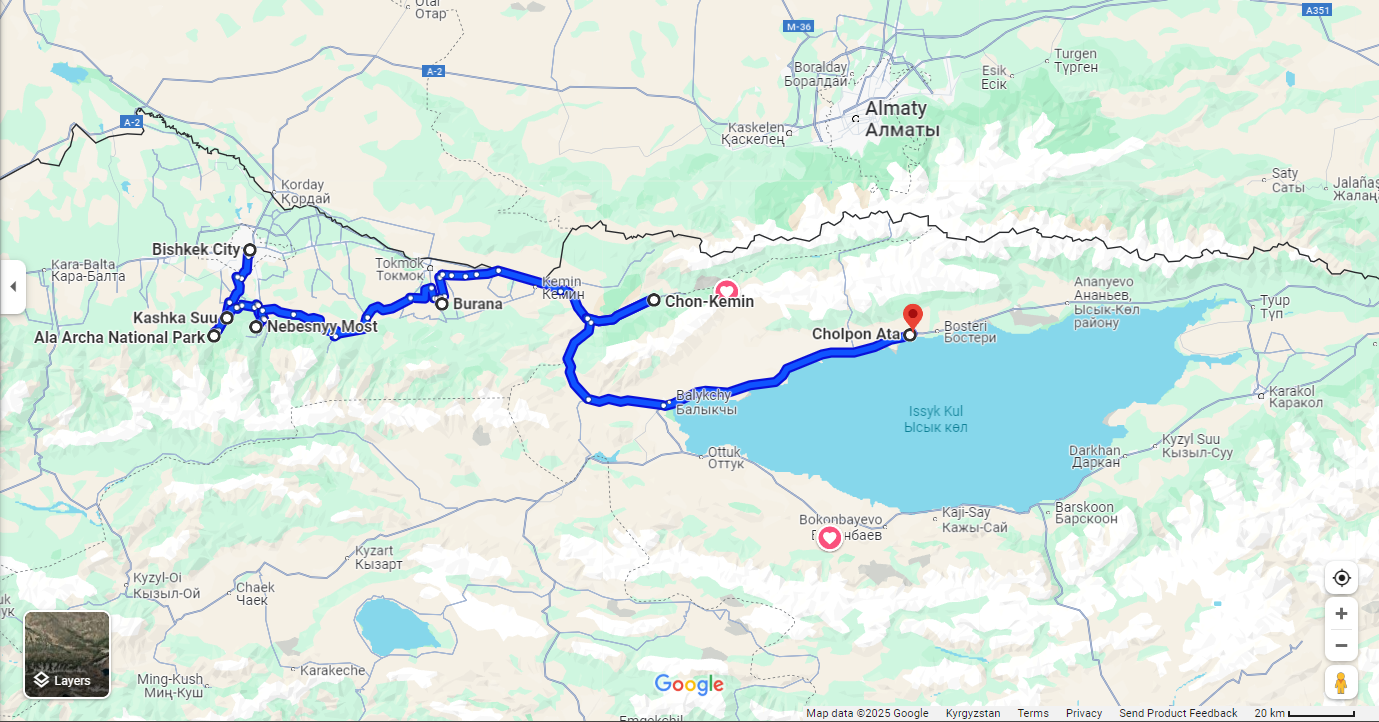 Otar
Отар
A351
M-36
A-2
Turgen
Түрген
Boralday
Боралдай
Esik
Есік
Almaty
Алматы
A-2
Kaskelen
Қаскелең
Saty
Саты
Jalañaş
Жалаң
Korday
Қордай
Bishkek City
Kara-Balta
Кара-Балта
Tokmok
Токмок
Kemin
Кемин
Burana
Chon-Kemin
Ananyevo
Ананьев,
Ысык-Көл
району
Tyup
Түп
Kashka Suu
Nebesnyy Most
Ala Archa National Park
Cholpon Ata
Bosteri
Бостери
Balykchy
Балыкчы
Issyk Kul
Ысык көл
Karakol
Каракол
Kyzyl Suu
Кызыл-Суу
Darkhan
Даркан
Ottuk
Оттук
Kaji-Say
Кажы-Сай
Barskoon
Барскоон
Bokonbayevo
Kyzart
Кызарт
Kyzyl-Oi
Кызыл-Ой
Chaek
Чаек
Karakeche
Ming-Kush
Миң-Куш
Layers
Google
Map data ©2025 Google Kyrgyzstan Terms Privacy Send Product Feedback 20 km